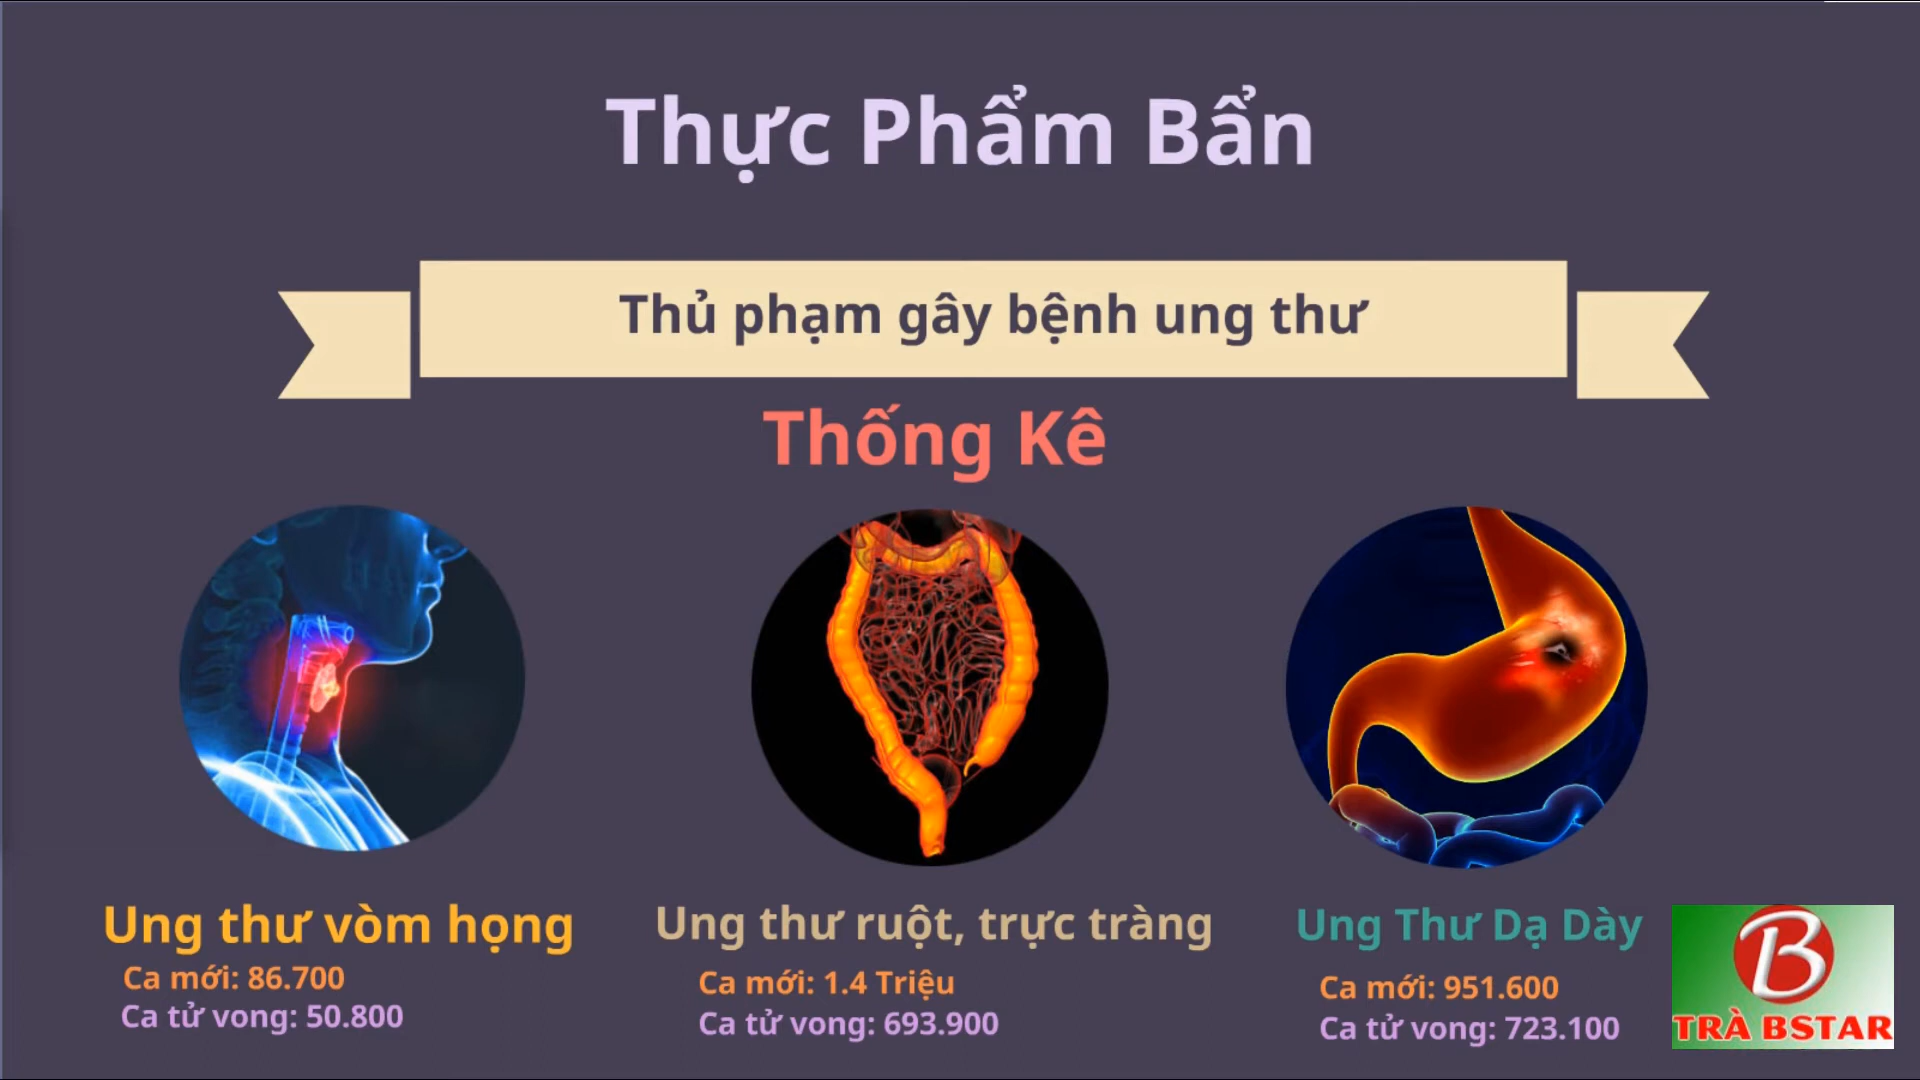 Thực Phẩm Bẩn
Thủ phạm gây bệnh ung thư
Thống Kê
Ung thư vòm họng
Ca mới: 86.700
Ca tử vong: 50.800
Ung thư ruột, trực tràng
Ca mới: 1.4 Triệu
Ca tử vong: 693.900
Ung Thư Dạ Dày
Ca mới: 951.600
Ca tử vong: 723.100
B
TRÀ BSTAR